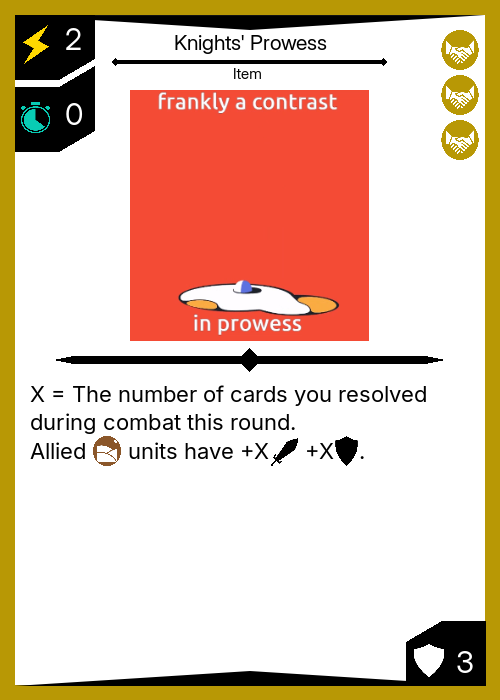 2
Knights' Prowess
Item
0
frankly a contrast
in prowess
X = The number of cards you resolved
during combat this round.
Allied units have +X +X.
3